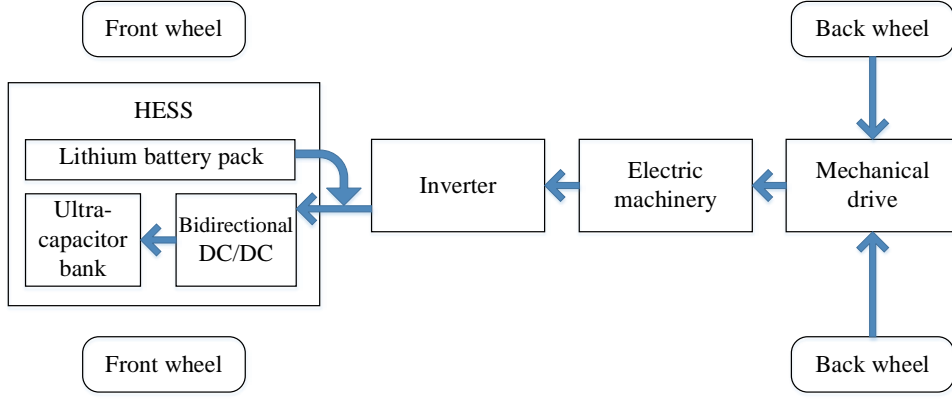 Front wheel
Back wheel
HESS
Lithium battery pack
Ultra-
capacitor
bank
Bidirectional
DC/DC
Inverter
Electric
machinery
Mechanical
drive
Front wheel
Back wheel